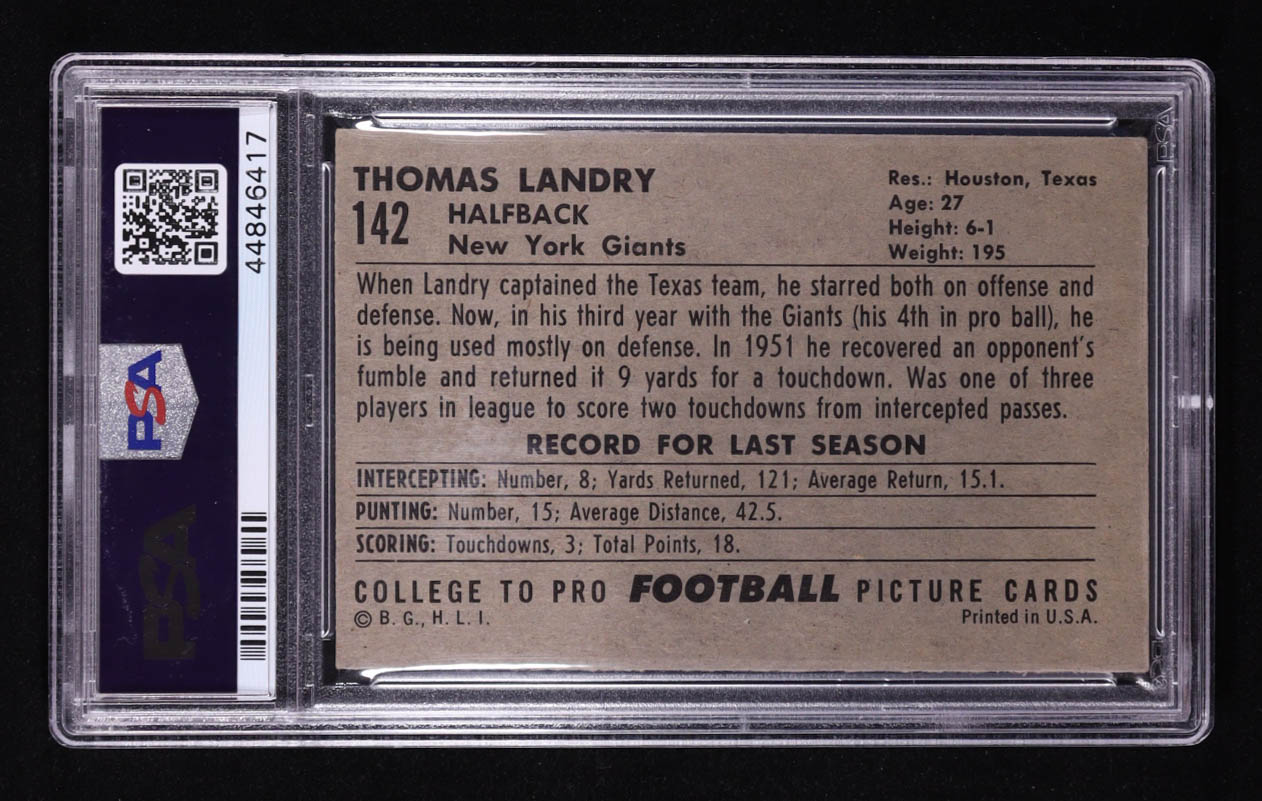 44846417
PSA
PSA
PSA
THOMAS LANDRY
142
HALFBACK
New York Giants
Res.: Houston, Texas
Age: 27
Height: 6-1
Weight: 195
When Landry captained the Texas team, he starred both on offense and
defense. Now, in his third year with the Giants (his 4th in pro ball), he
is being used mostly on defense. In 1951 he recovered an opponent's
fumble and returned it 9 yards for a touchdown. Was one of three
players in league to score two touchdowns from intercepted passes.
RECORD FOR LAST SEASON
INTERCEPTING: Number, 8; Yards Returned, 121; Average Return, 15.1.
PUNTING: Number, 15; Average Distance, 42.5.
SCORING: Touchdowns, 3; Total Points, 18.
COLLEGE TO PRO FOOTBALL PICTURE CARDS
© B. G., H. L. I.
Printed in U.S.A.